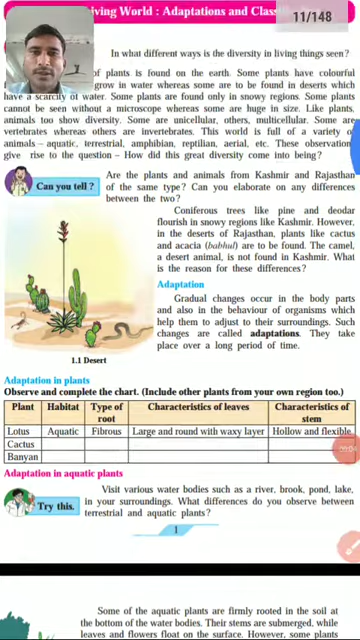 iving World : Adaptations and Class
11/148
In what different ways is the diversity in living things seen?
of plants is found on the earth. Some plants have colourful
grow in water whereas some are to be found in deserts which
have a scarcity of water. Some plants are found only in snowy regions. Some plants
cannot be seen without a microscope whereas some are huge in size. Like plants,
animals too show diversity. Some are unicellular, others, multicellular. Some are
vertebrates whereas others are invertebrates. This world is full of a variety of
animals – aquatic, terrestrial, amphibian, reptilian, aerial, etc. These observation
give rise to the question – How did this great diversity come into being?
Can you tell ?
Are the plants and animals from Kashmir and Rajasthan
of the same type? Can you elaborate on any differences
between the two?
Coniferous trees like pine and deodar
flourish in snowy regions like Kashmir. However,
in the deserts of Rajasthan, plants like cactus
and acacia (babhul) are to be found. The camel,
a desert animal, is not found in Kashmir. What
is the reason for these differences?
Adaptation
Gradual changes occur in the body parts
and also in the behaviour of organisms which
help them to adjust to their surroundings. Such
changes are called adaptations. They take
place over a long period of time.
1.1 Desert
Adaptation in plants
Observe and complete the chart. (Include other plants from your own region too.)
Plant Habitat Type of root Characteristics of leaves Characteristics of stem
Lotus Aquatic Fibrous Large and round with waxy layer Hollow and flexible
Cactus
Banyan
Adaptation in aquatic plants
Try this.
Visit various water bodies such as a river, brook, pond, lake,
in your surroundings. What differences do you observe between
terrestrial and aquatic plants?
1
Some of the aquatic plants are firmly rooted in the soil at
the bottom of the water bodies. Their stems are submerged, while
leaves and flowers float on the surface. However, some plants